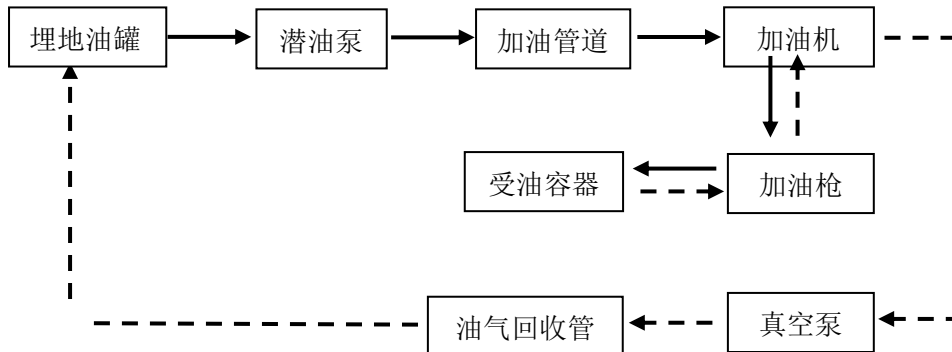 埋地油罐
潜油泵
加油管道
加油机
受油容器
加油枪
油气回收管
真空泵